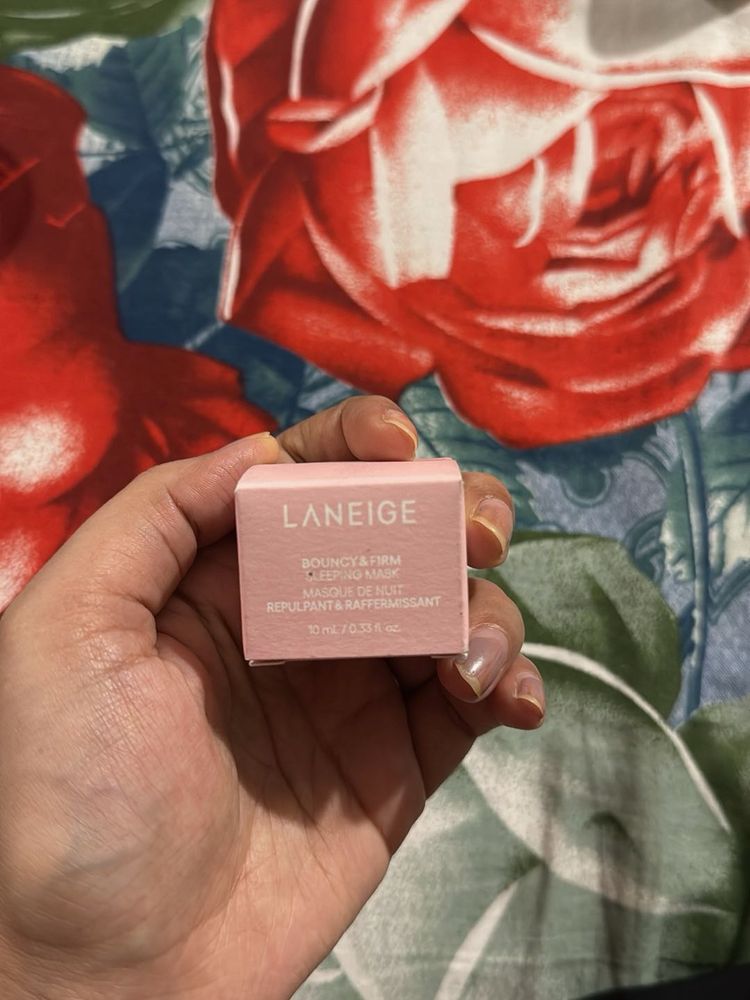 LANEIGE
BOUNCY & FIRM
SLEEPING MASK
MASQUE DE NUIT
REPULPANT & RAFFERMISSANT
10 mL / 0.33 fl. oz.